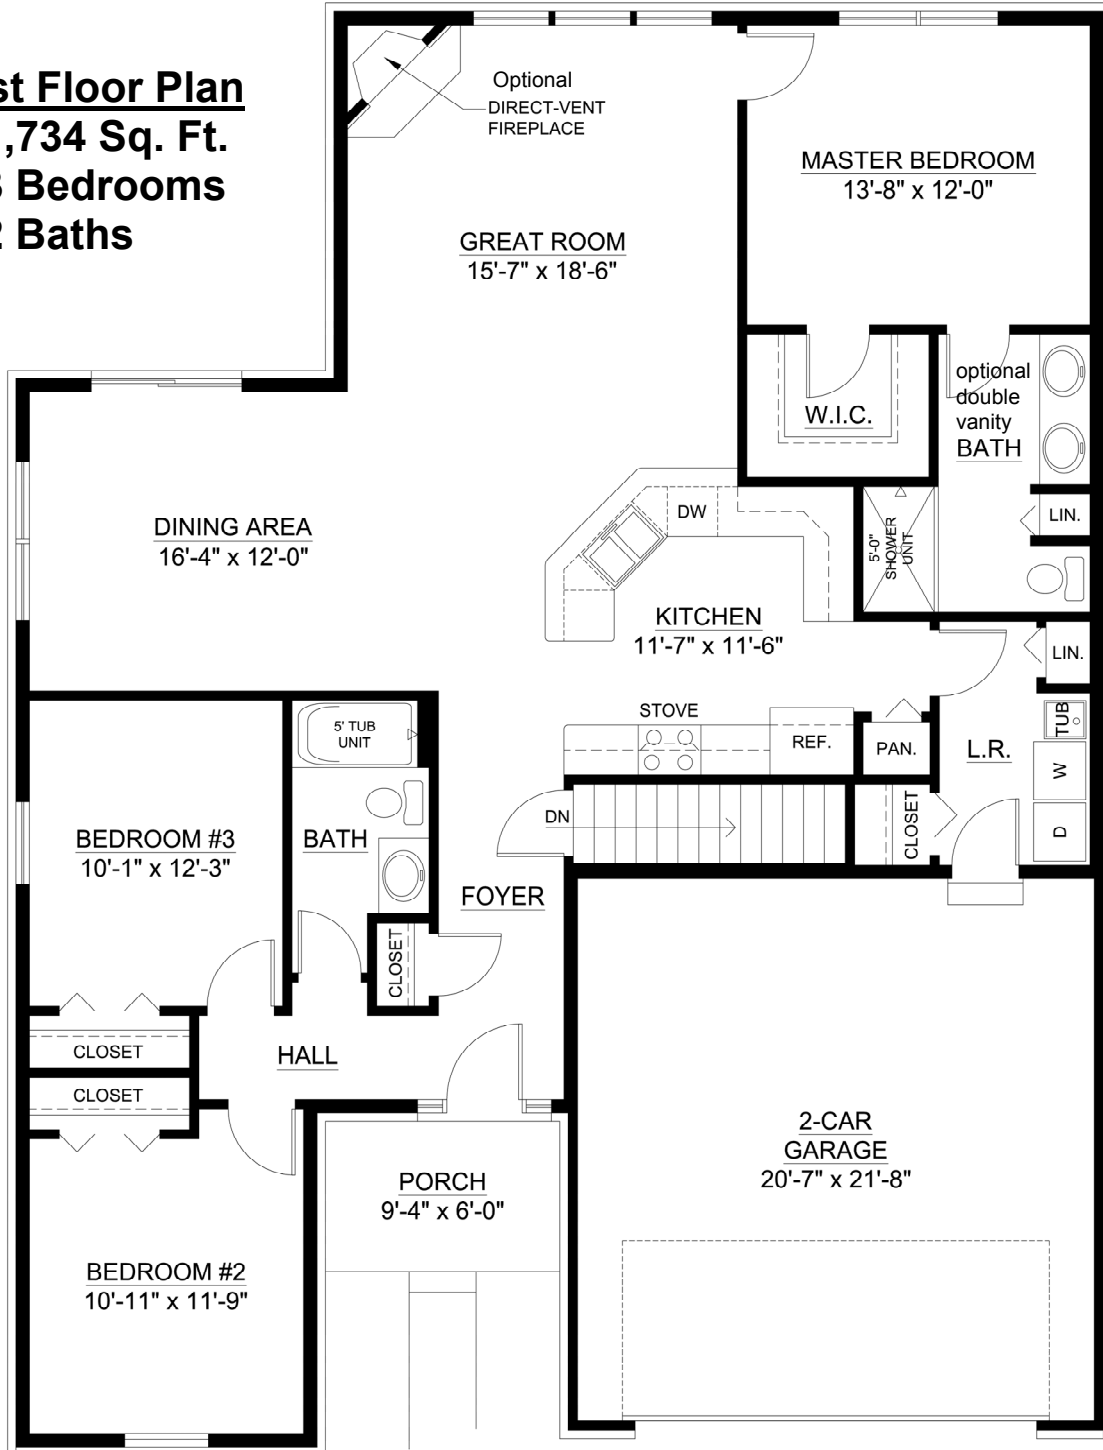 st Floor Plan
,734 Sq. Ft.
Bedrooms
Baths
Optional
DIRECT-VENT
FIREPLACE
MASTER BEDROOM
13'-8" x 12'-0"
GREAT ROOM
15'-7" x 18'-6"
W.I.C.
optional
double
vanity
BATH
LIN.
5'-0"
SHOWER
UNIT
DW
DINING AREA
16'-4" x 12'-0"
KITCHEN
11'-7" x 11'-6"
LIN.
STOVE
REF.
PAN.
L.R.
TUB
W
D
5' TUB
UNIT
BEDROOM #3
10'-1" x 12'-3"
BATH
DN
CLOSET
FOYER
CLOSET
CLOSET
HALL
CLOSET
2-CAR
GARAGE
20'-7" x 21'-8"
PORCH
9'-4" x 6'-0"
BEDROOM #2
10'-11" x 11'-9"